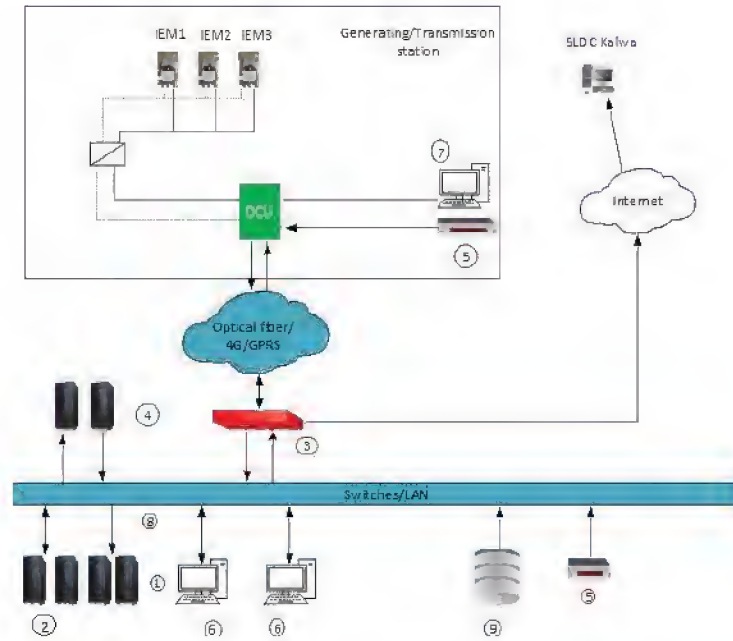 IEM1 IEM2 IEM3
Generating/Transmission
station
SLDC Kalwa
7
Internet
DCU
5
Optical fiber/
4G/GPRS
4
3
Switches/LAN
8
1
2
6
6
9
5